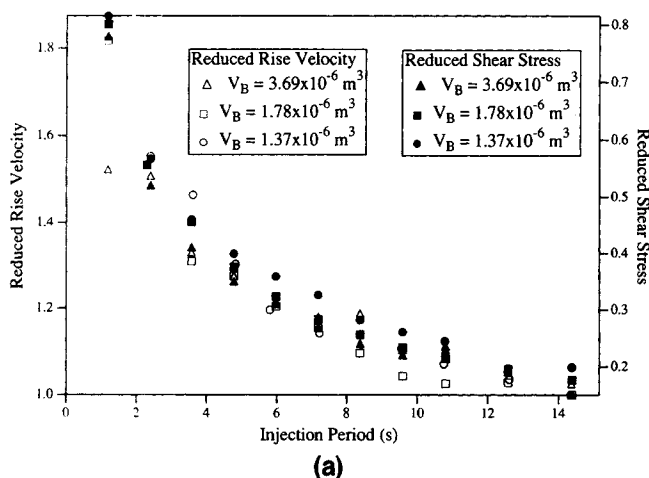 Reduced Rise Velocity
△ V_B = 3.69x10^-6 m^3
□ V_B = 1.78x10^-6 m^3
○ V_B = 1.37x10^-6 m^3
Reduced Shear Stress
▲ V_B = 3.69x10^-6 m^3
■ V_B = 1.78x10^-6 m^3
● V_B = 1.37x10^-6 m^3
Reduced Rise Velocity
1.8
1.6
1.4
1.2
1.0
0.8
0.7
0.6
0.5
0.4
0.3
0.2
Reduced Shear Stress
0 2 4 6 8 10 12 14
Injection Period (s)
(a)